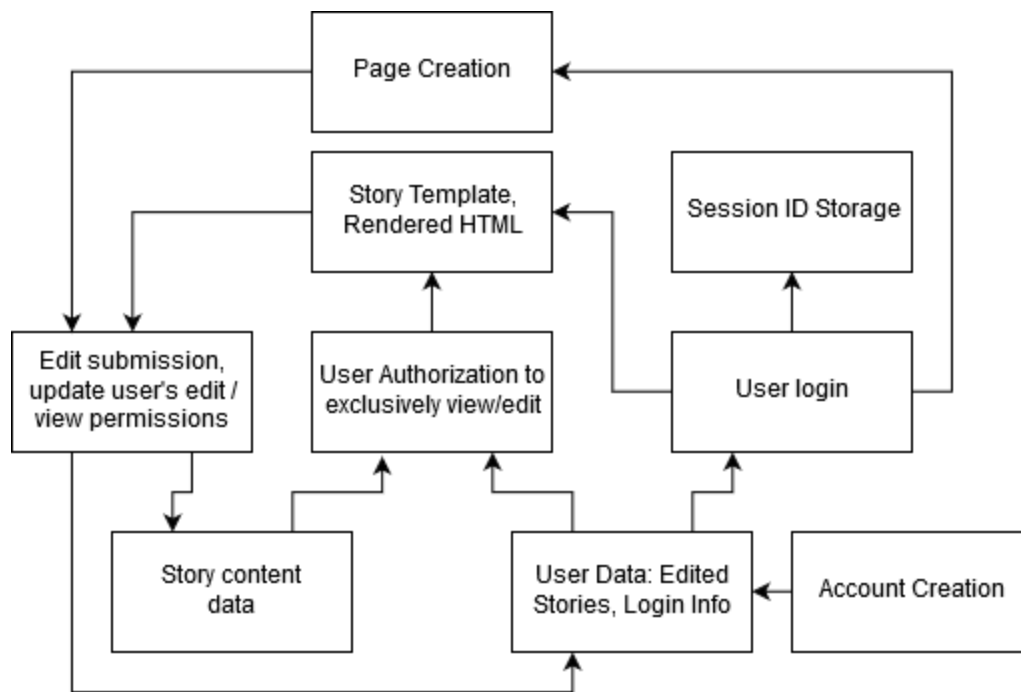 Page Creation
Story Template,
Rendered HTML
Session ID Storage
Edit submission,
update user's edit /
view permissions
User Authorization to
exclusively view/edit
User login
Story content
data
User Data: Edited
Stories, Login Info
Account Creation